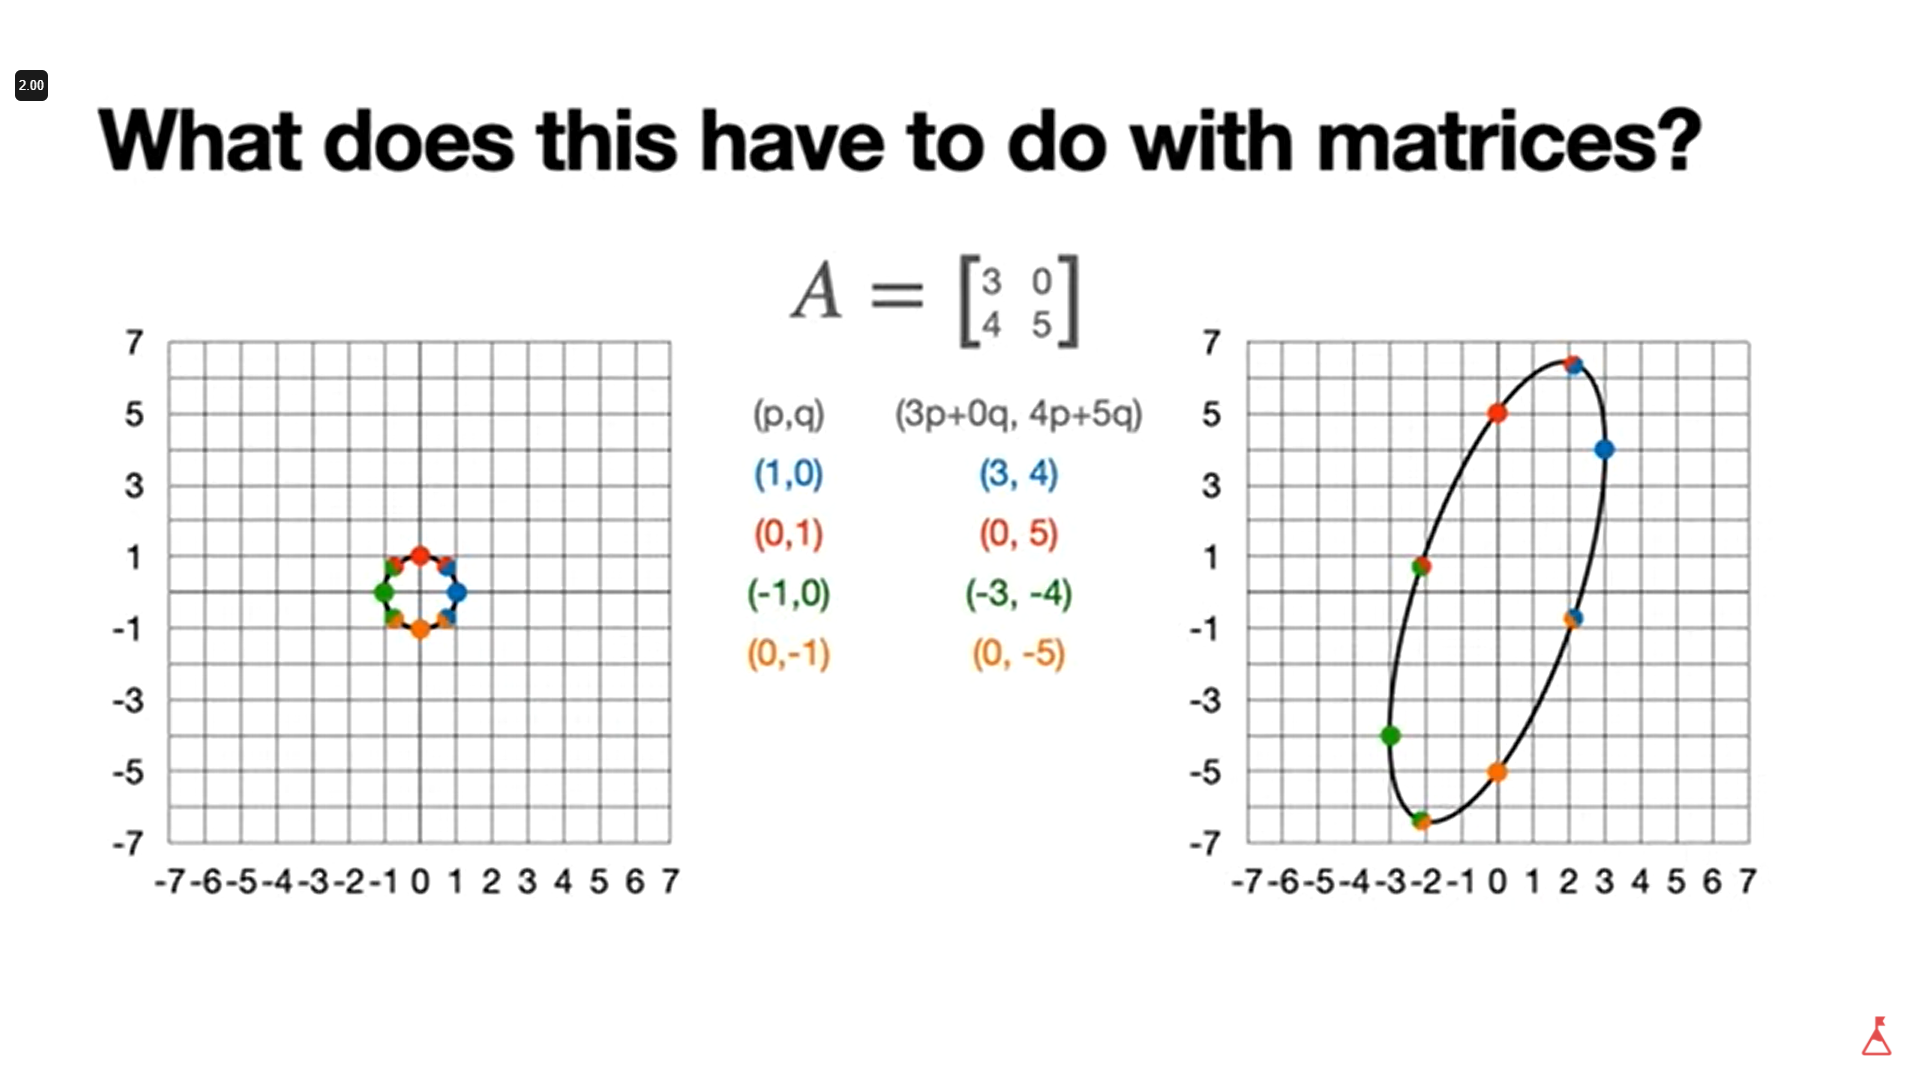 2.00
What does this have to do with matrices?
A = [3 0
4 5]
(p,q) (3p+0q, 4p+5q)
(1,0) (3, 4)
(0,1) (0, 5)
(-1,0) (-3, -4)
(0,-1) (0, -5)
7
5
3
1
-1
-3
-5
-7
-7 -6 -5 -4 -3 -2 -1 0 1 2 3 4 5 6 7
7
5
3
1
-1
-3
-5
-7
-7 -6 -5 -4 -3 -2 -1 0 1 2 3 4 5 6 7